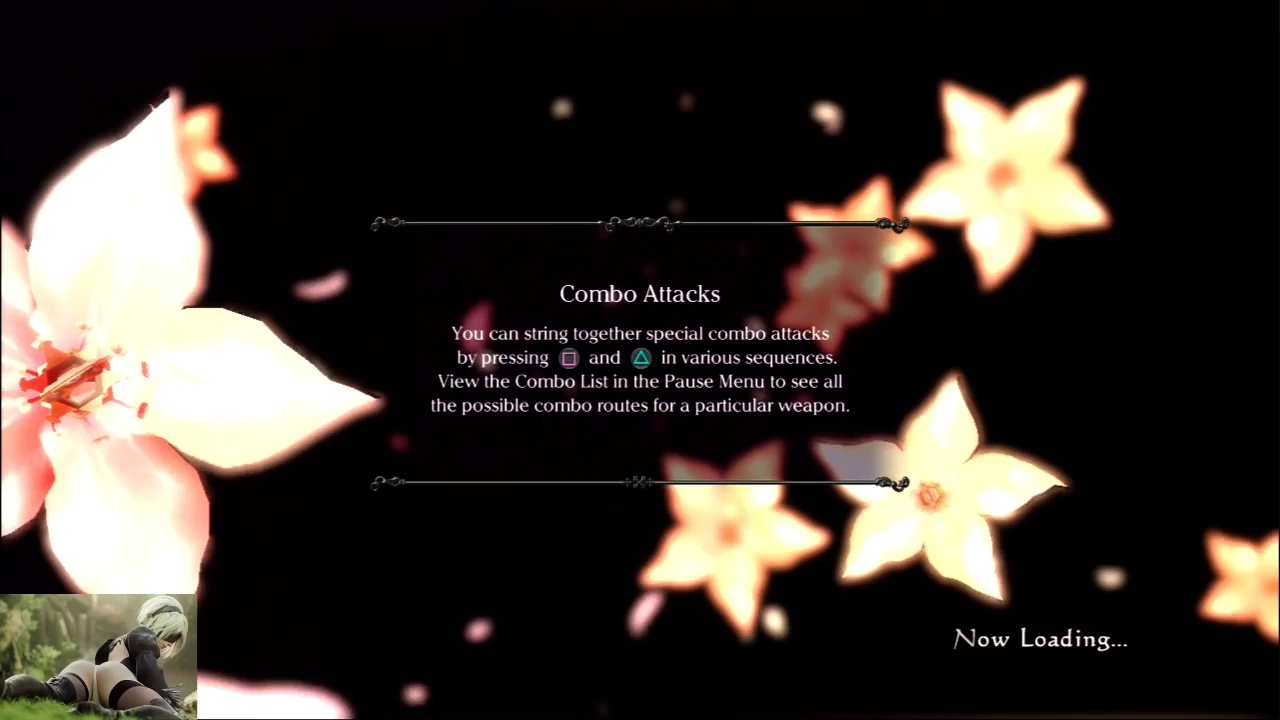 Combo Attacks
You can string together special combo attacks
by pressing □ and △ in various sequences.
View the Combo List in the Pause Menu to see all
the possible combo routes for a particular weapon.
Now Loading...